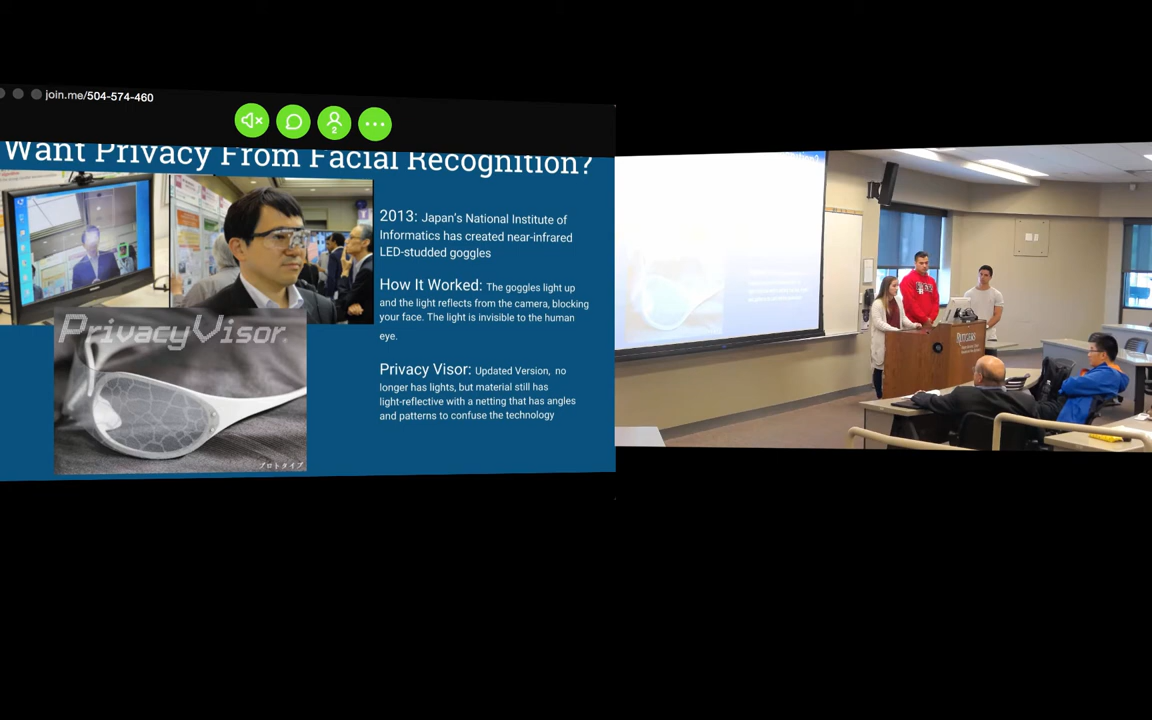 join.me/504-574-460
2
Want Privacy From Facial Recognition?
2013: Japan's National Institute of
Informatics has created near-infrared
LED-studded goggles
How It Worked: The goggles light up
and the light reflects from the camera, blocking
your face. The light is invisible to the human
eye.
PrivacyVisor.
Privacy Visor: Updated Version, no
longer has lights, but material still has
light-reflective with a netting that has angles
and patterns to confuse the technology
プロトタイプ
RUTGERS